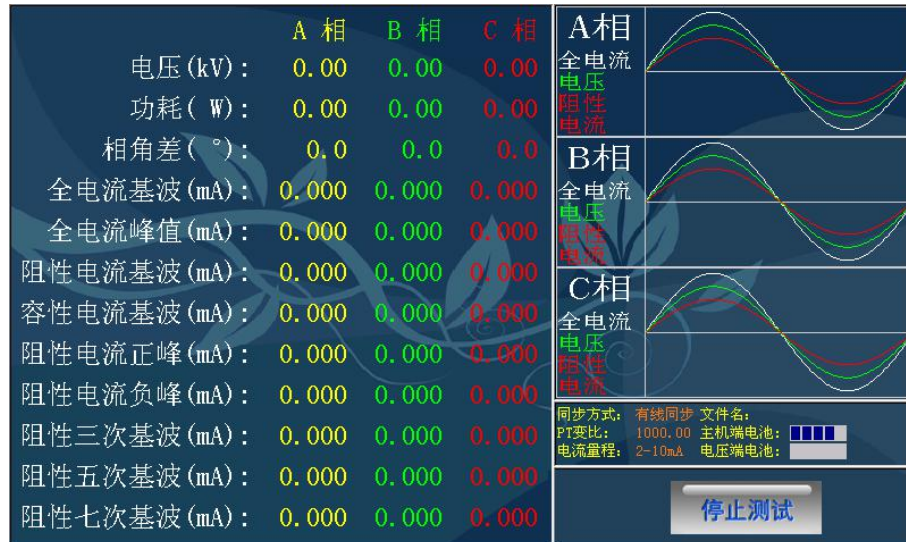 A 相 B 相 C 相
电压(kV): 0.00 0.00 0.00
功耗( W): 0.00 0.00 0.00
相角差( °): 0.0 0.0 0.0
全电流基波(mA): 0.000 0.000 0.000
全电流峰值(mA): 0.000 0.000 0.000
阻性电流基波(mA): 0.000 0.000 0.000
容性电流基波(mA): 0.000 0.000 0.000
阻性电流正峰(mA): 0.000 0.000 0.000
阻性电流负峰(mA): 0.000 0.000 0.000
阻性三次基波(mA): 0.000 0.000 0.000
阻性五次基波(mA): 0.000 0.000 0.000
阻性七次基波(mA): 0.000 0.000 0.000
A相
全电流
电压
阻性
电流
B相
全电流
电压
阻性
电流
C相
全电流
电压
阻性
电流
同步方式: 有线同步 文件名:
PT变比: 1000.00 主机端电池:
电流量程: 2-10mA 电压端电池:
停止测试